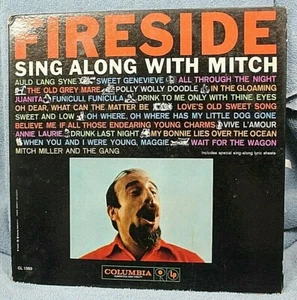 FIRESIDE
SING ALONG WITH MITCH
AULD LANG SYNE SWEET GENEVIEVE ALL THROUGH THE NIGHT
THE OLD GREY MARE POLLY WOLLY DOODLE IN THE GLOAMING
JUANITA FUNICULI FUNICULA DRINK TO ME ONLY WITH THINE EYES
OH DEAR, WHAT CAN THE MATTER BE LOVE'S OLD SWEET SONG
SWEET AND LOW OH WHERE, OH WHERE HAS MY LITTLE DOG GONE
BELIEVE ME IF ALL THOSE ENDEARING YOUNG CHARMS VIVE L'AMOUR
ANNIE LAURIE DRUNK LAST NIGHT MY BONNIE LIES OVER THE OCEAN
WHEN YOU AND I WERE YOUNG, MAGGIE WAIT FOR THE WAGON
MITCH MILLER AND THE GANG
includes special sing-along lyric sheets
CL 1389
COLUMBIA
LP